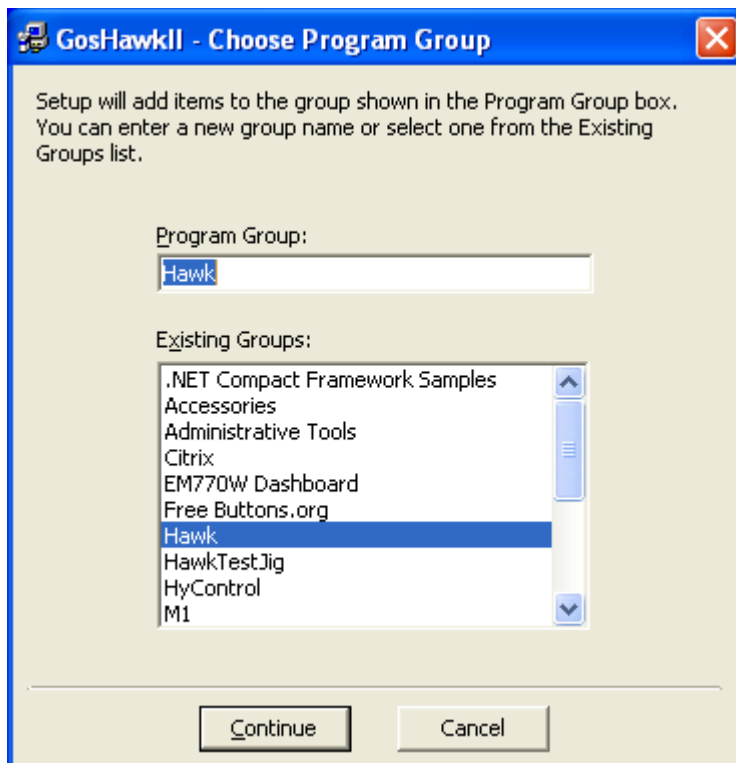 GosHawkII - Choose Program Group
Setup will add items to the group shown in the Program Group box.
You can enter a new group name or select one from the Existing
Groups list.
Program Group:
Hawk
Existing Groups:
.NET Compact Framework Samples
Accessories
Administrative Tools
Citrix
EM770W Dashboard
Free Buttons.org
Hawk
HawkTestJig
HyControl
M1
Continue
Cancel